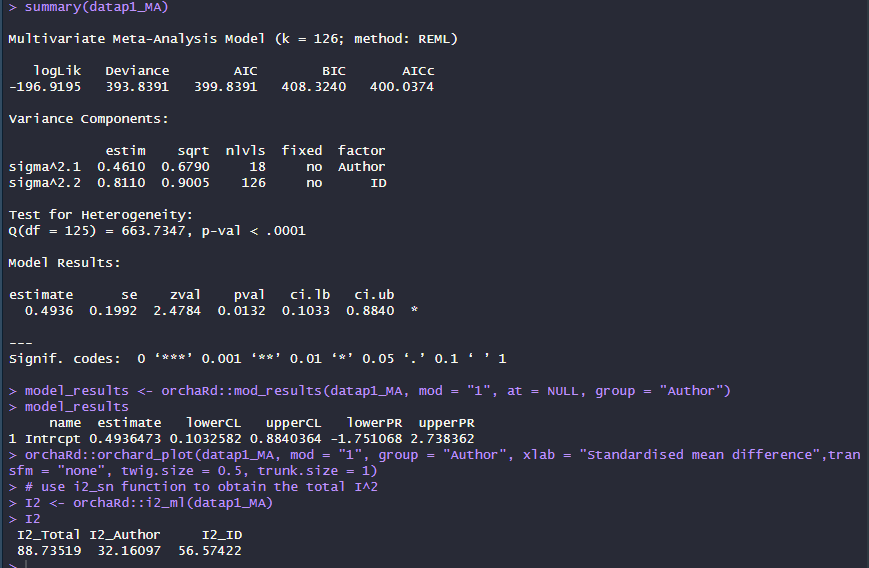 > summary(datap1_MA)
Multivariate Meta-Analysis Model (k = 126; method: REML)
logLik Deviance AIC BIC AICc
-196.9195 393.8391 399.8391 408.3240 400.0374
Variance Components:
estim sqrt nlvls fixed factor
sigma^2.1 0.4610 0.6790 18 no Author
sigma^2.2 0.8110 0.9005 126 no ID
Test for Heterogeneity:
Q(df = 125) = 663.7347, p-val < .0001
Model Results:
estimate se zval pval ci.lb ci.ub
0.4936 0.1992 2.4784 0.0132 0.1033 0.8840 *
---
Signif. codes: 0 ‘***’ 0.001 ‘**’ 0.01 ‘*’ 0.05 ‘.’ 0.1 ‘ ’ 1
> model_results <- orchaRd::mod_results(datap1_MA, mod = "1", at = NULL, group = "Author")
> model_results
name estimate lowerCL upperCL lowerPR upperPR
1 Intrcpt 0.4936473 0.1032582 0.8840364 -1.751068 2.738362
> orchaRd::orchard_plot(datap1_MA, mod = "1", group = "Author", xlab = "Standardised mean difference",tran
sfm = "none", twig.size = 0.5, trunk.size = 1)
> # use i2_sn function to obtain the total I^2
> I2 <- orchaRd::i2_ml(datap1_MA)
> I2
I2_Total I2_Author I2_ID
88.73519 32.16097 56.57422
>